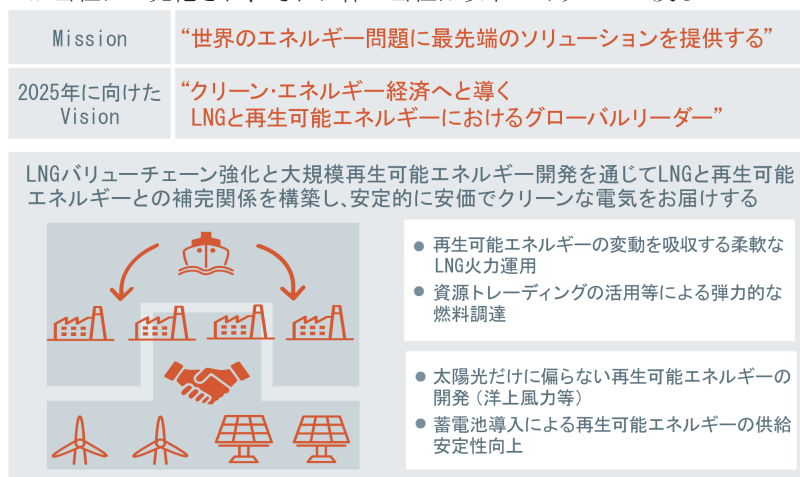 Mission
“世界のエネルギー問題に最先端のソリューションを提供する”
2025年に向けた
Vision
“クリーン・エネルギー経済へと導く
LNGと再生可能エネルギーにおけるグローバルリーダー”
LNGバリューチェーン強化と大規模再生可能エネルギー開発を通じてLNGと再生可能
エネルギーとの補完関係を構築し、安定的に安価でクリーンな電気をお届けする
● 再生可能エネルギーの変動を吸収する柔軟な
LNG火力運用
● 資源トレーディングの活用等による弾力的な
燃料調達
● 太陽光だけに偏らない再生可能エネルギーの
開発（洋上風力等）
● 蓄電池導入による再生可能エネルギーの供給
安定性向上